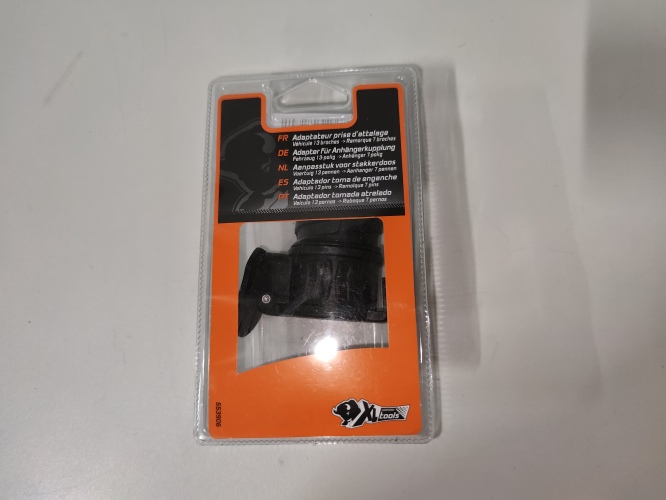 FR Adaptateur prise d'attelage
Véhicule 13 broches -> Remorque 7 broches
DE Adapter für Anhängerkupplung
Fahrzeug 13-polig -> Anhänger 7polig
NL Aanpasstuk voor stekkerdoos
Voertuig 13 pennen -> Aanhanger 7 pennen
ES Adaptador toma de enganche
Vehículo 13 pins -> Remolque 7 pins
PT Adaptador tomada atrelado
Veículo 13 pernos -> Reboque 7 pernos
XL
tools
553906